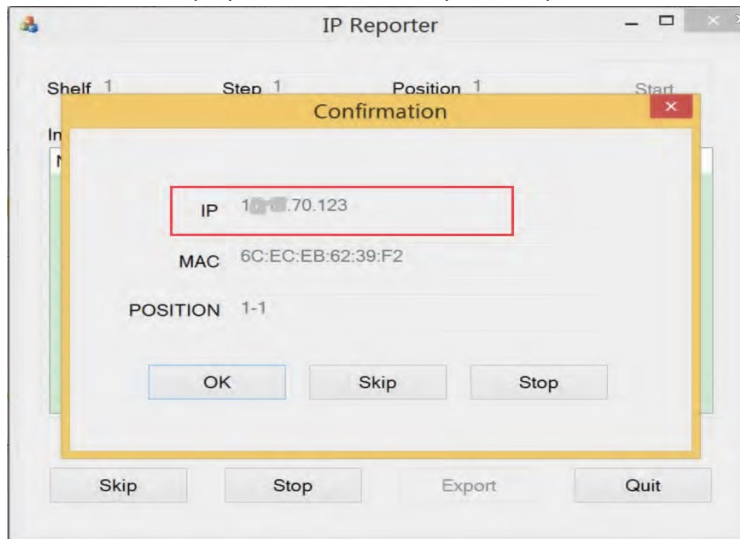 IP Reporter
Shelf 1 Step 1 Position 1 Start
Confirmation
In
IP .70.123
MAC 6C:EC:EB:62:39:F2
POSITION 1-1
OK Skip Stop
Skip Stop Export Quit